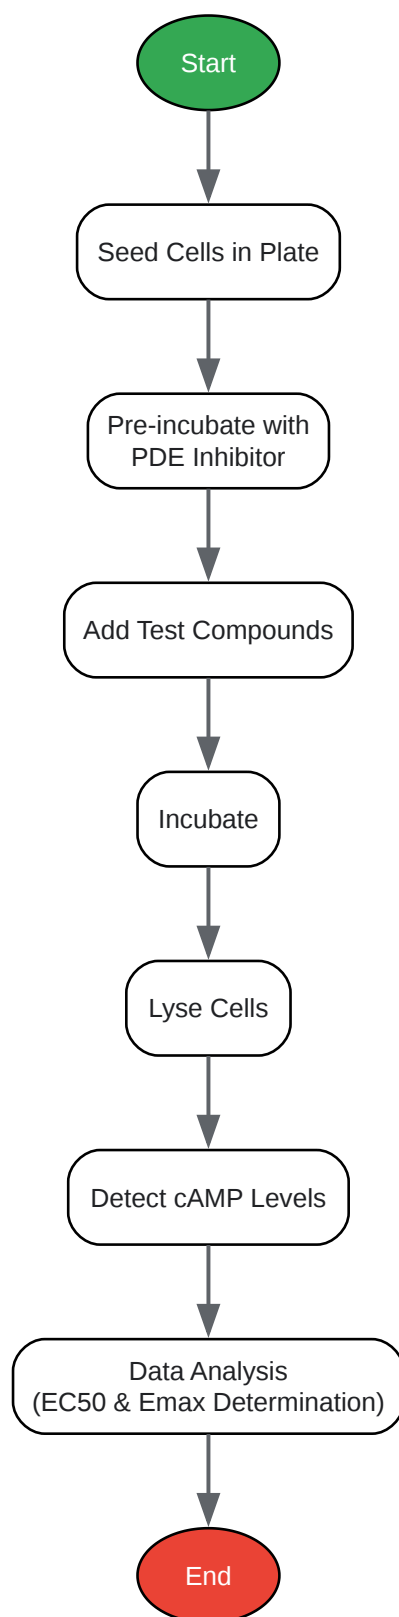 Start
Seed Cells in Plate
Pre-incubate with
PDE Inhibitor
Add Test Compounds
Incubate
Lyse Cells
Detect cAMP Levels
Data Analysis
(EC50 & Emax Determination)
End